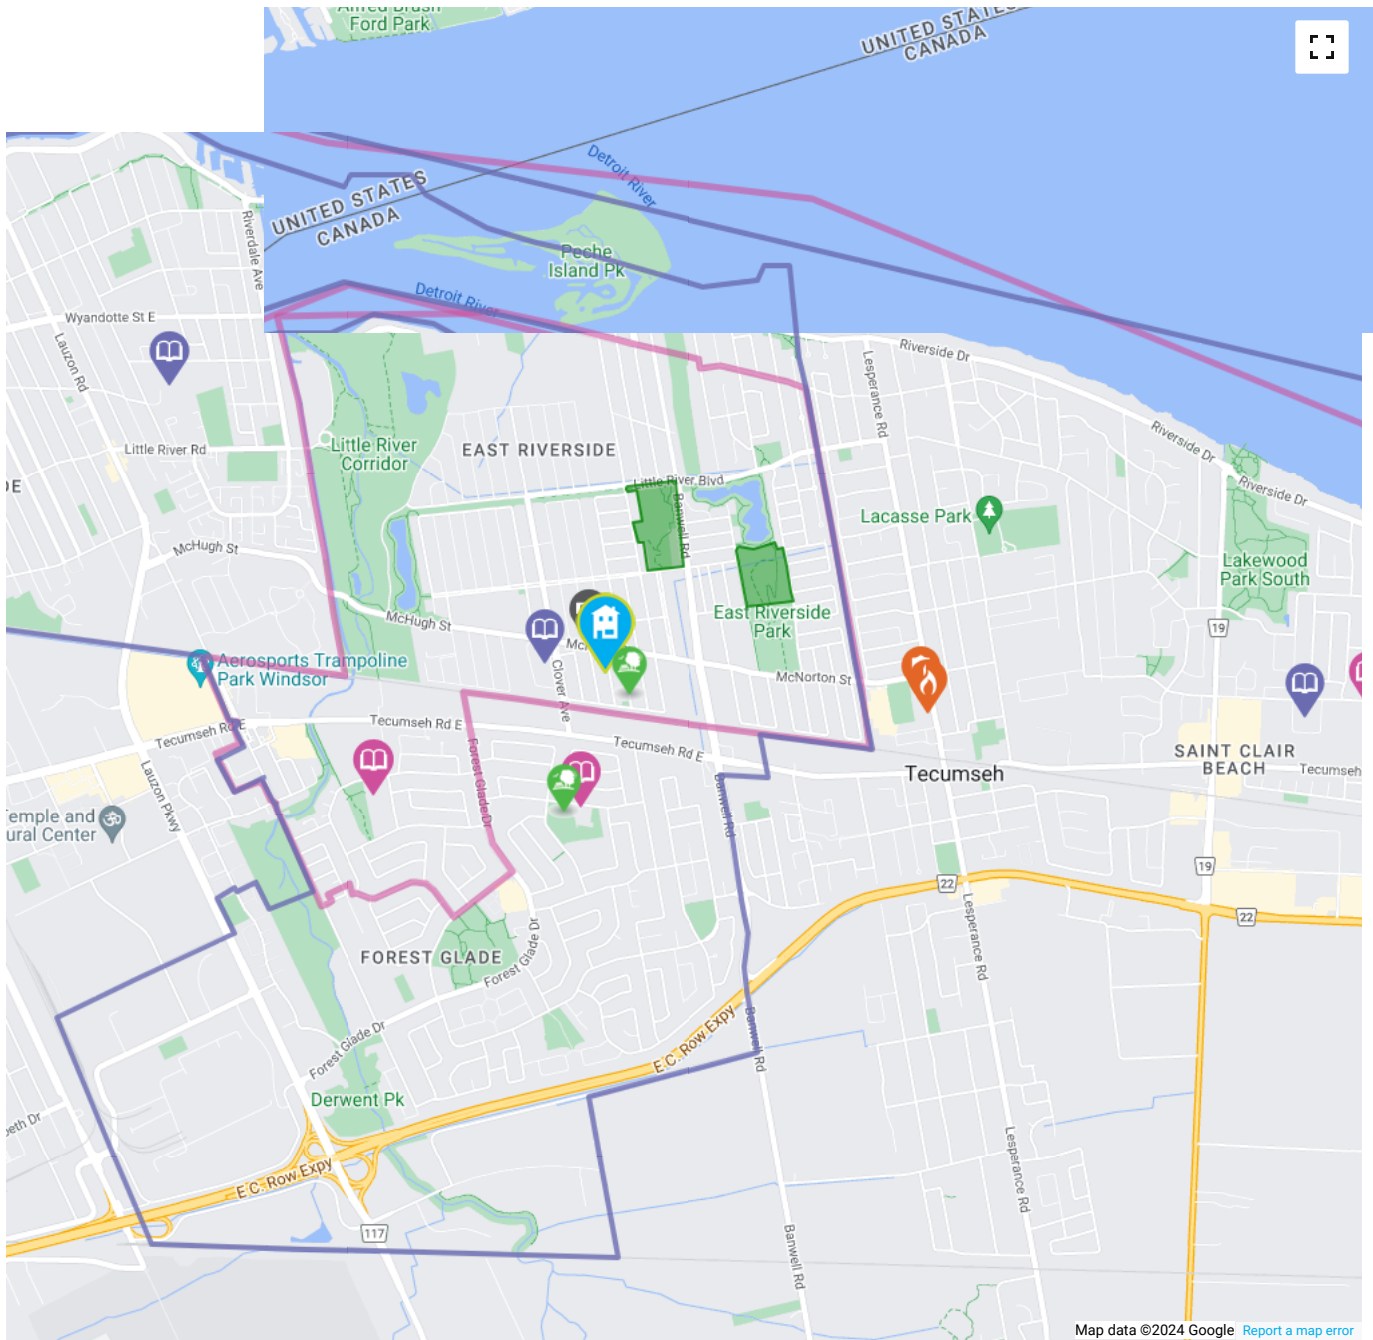 Ford Park
UNITED STATES
CANADA
Detroit River
UNITED STATES
CANADA
Riverdale Ave
Peche
Island Pk
Detroit River
Wyandotte St E
Lauzon Rd
Riverside Dr
Lesperance Rd
Little River Rd
Little River
Corridor
EAST RIVERSIDE
Riverside Dr
DE
Little River Blvd
Banwell Rd
Riverside Dr
Lacasse Park
McHugh St
Lakewood
Park South
McHugh St
East Riverside
Park
19
Aerosports Trampoline
Park Windsor
Clover Ave
McNorton St
Tecumseh Rd E
Tecumseh Rd E
Tecumseh Rd E
Forest Glade Dr
SAINT CLAIR
BEACH
Tecumseh
Tecumseh
Lauzon Pkwy
Banwell Rd
Temple and
ural Center
19
22
22
Lesperance Rd
FOREST GLADE
Forest Glade Dr
Forest Glade Dr
E.C. Row Expy
Banwell Rd
Derwent Pk
beth Dr
E.C. Row Expy
Lesperance Rd
117
Banwell Rd
Map data ©2024 Google
Report a map error